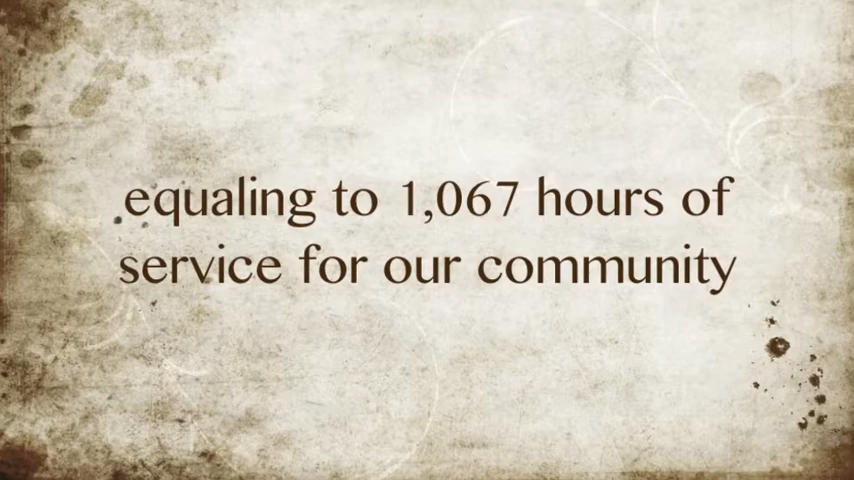 equaling to 1,067 hours of
service for our community